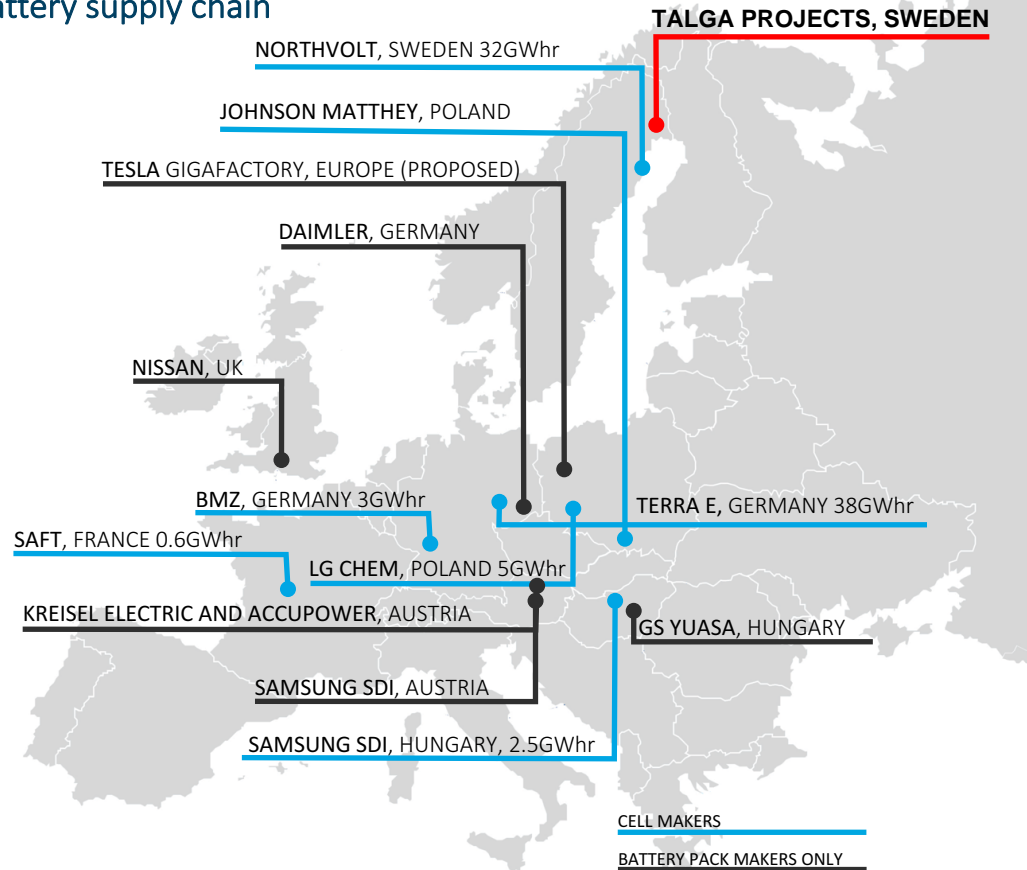 attery supply chain
TALGA PROJECTS, SWEDEN
NORTHVOLT, SWEDEN 32GWhr
JOHNSON MATTHEY, POLAND
TESLA GIGAFACTORY, EUROPE (PROPOSED)
DAIMLER, GERMANY
NISSAN, UK
BMZ, GERMANY 3GWhr
TERRA E, GERMANY 38GWhr
SAFT, FRANCE 0.6GWhr
LG CHEM, POLAND 5GWhr
KREISEL ELECTRIC AND ACCUPOWER, AUSTRIA
GS YUASA, HUNGARY
SAMSUNG SDI, AUSTRIA
SAMSUNG SDI, HUNGARY, 2.5GWhr
CELL MAKERS
BATTERY PACK MAKERS ONLY